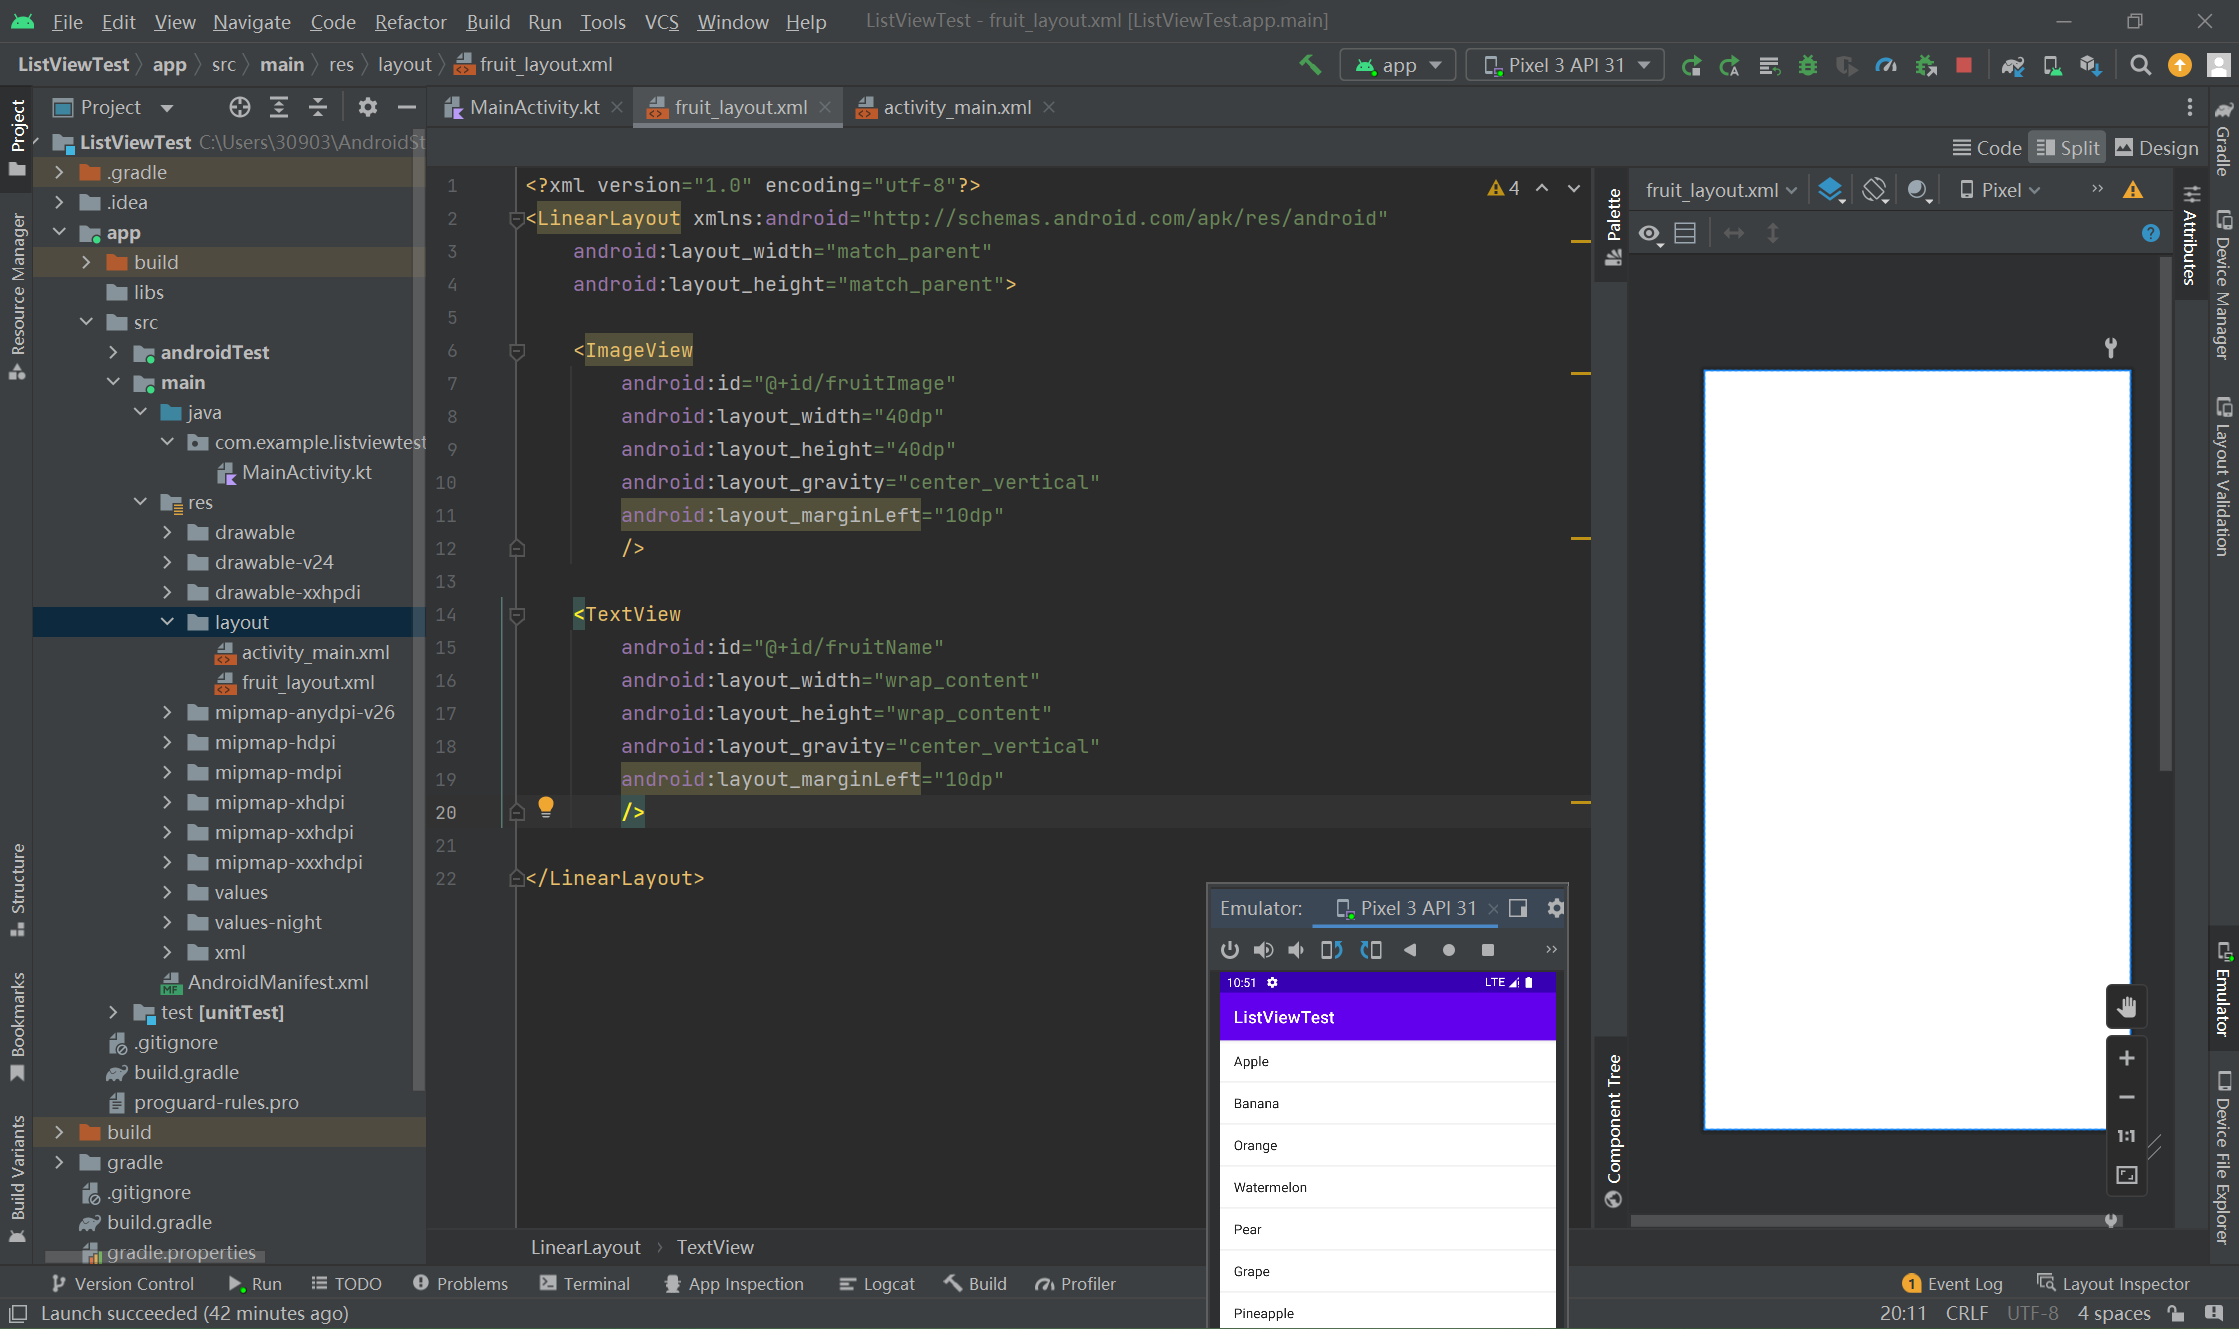 File Edit View Navigate Code Refactor Build Run Tools VCS Window Help ListViewTest - fruit_layout.xml [ListViewTest.app.main]
ListViewTest app src main res layout fruit_layout.xml app Pixel 3 API 31
Project
Resource Manager
Structure
Bookmarks
Build Variants
Project
ListViewTest C:\Users\30903\AndroidSt
.gradle
.idea
app
build
libs
src
androidTest
main
java
com.example.listviewtest
MainActivity.kt
res
drawable
drawable-v24
drawable-xxhpdi
layout
activity_main.xml
fruit_layout.xml
mipmap-anydpi-v26
mipmap-hdpi
mipmap-mdpi
mipmap-xhdpi
mipmap-xxhdpi
mipmap-xxxhdpi
values
values-night
xml
AndroidManifest.xml
test [unitTest]
.gitignore
build.gradle
proguard-rules.pro
build
gradle
.gitignore
build.gradle
gradle.properties
MainActivity.kt fruit_layout.xml activity_main.xml
Code Split Design
4
1 <?xml version="1.0" encoding="utf-8"?>
2 <LinearLayout xmlns:android="http://schemas.android.com/apk/res/android"
3 android:layout_width="match_parent"
4 android:layout_height="match_parent">
5
6 <ImageView
7 android:id="@+id/fruitImage"
8 android:layout_width="40dp"
9 android:layout_height="40dp"
10 android:layout_gravity="center_vertical"
11 android:layout_marginLeft="10dp"
12 />
13
14 <TextView
15 android:id="@+id/fruitName"
16 android:layout_width="wrap_content"
17 android:layout_height="wrap_content"
18 android:layout_gravity="center_vertical"
19 android:layout_marginLeft="10dp"
20 />
21
22 </LinearLayout>
LinearLayout TextView
Palette
Component Tree
fruit_layout.xml Pixel
1:1
Attributes
Gradle
Device Manager
Layout Validation
Emulator
Device File Explorer
Emulator: Pixel 3 API 31
10:51 LTE
ListViewTest
Apple
Banana
Orange
Watermelon
Pear
Grape
Pineapple
Version Control Run TODO Problems Terminal App Inspection Logcat Build Profiler 1 Event Log Layout Inspector
Launch succeeded (42 minutes ago) 20:11 CRLF UTF-8 4 spaces